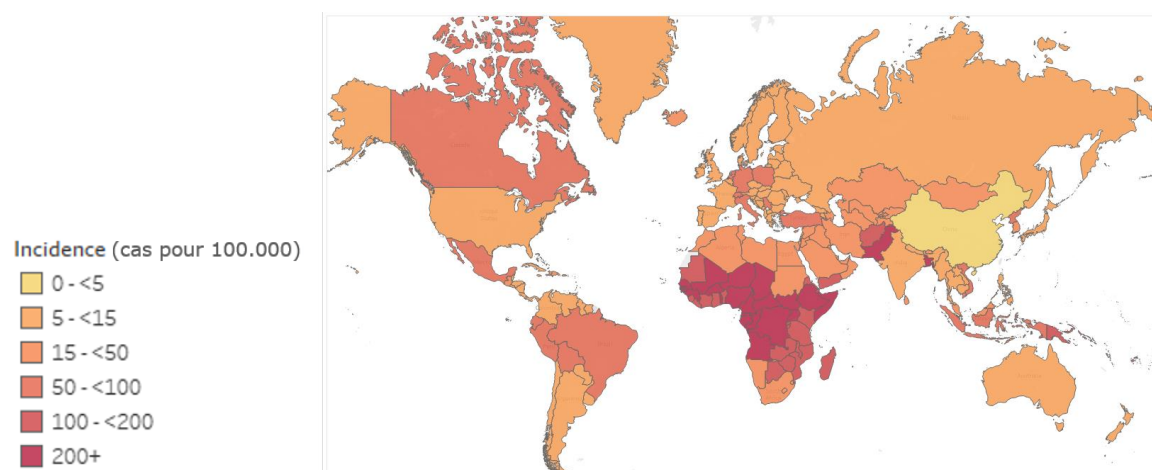 Incidence (cas pour 100.000)
0 - <5
5 - <15
15 - <50
50 - <100
100 - <200
200+